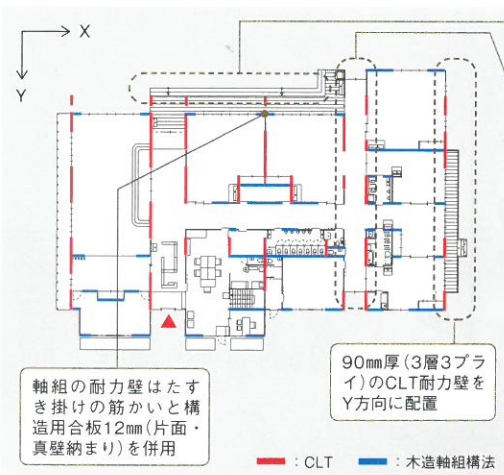 X
Y
軸組の耐力壁はたす
き掛けの筋かいと構
造用合板12mm(片面・
真壁納まり)を併用
90mm厚(3層3プラ
イ)のCLT耐力壁を
Y方向に配置
:CLT
:木造軸組構法